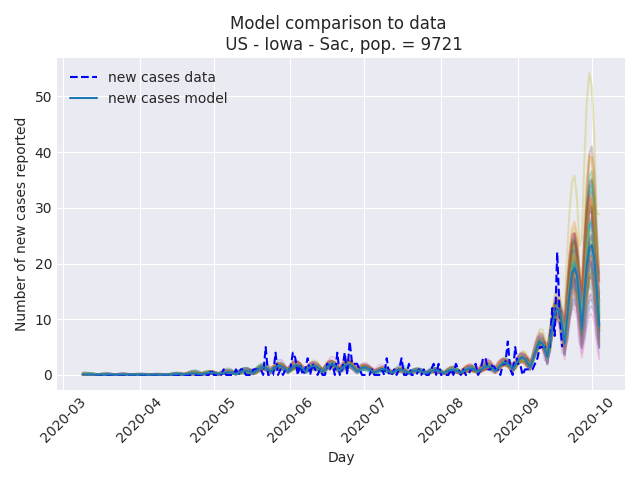 Model comparison to data
US - Iowa - Sac, pop. = 9721
new cases data
new cases model
Number of new cases reported
50
40
30
20
10
0
2020-03
2020-04
2020-05
2020-06
2020-07
2020-08
2020-09
2020-10
Day